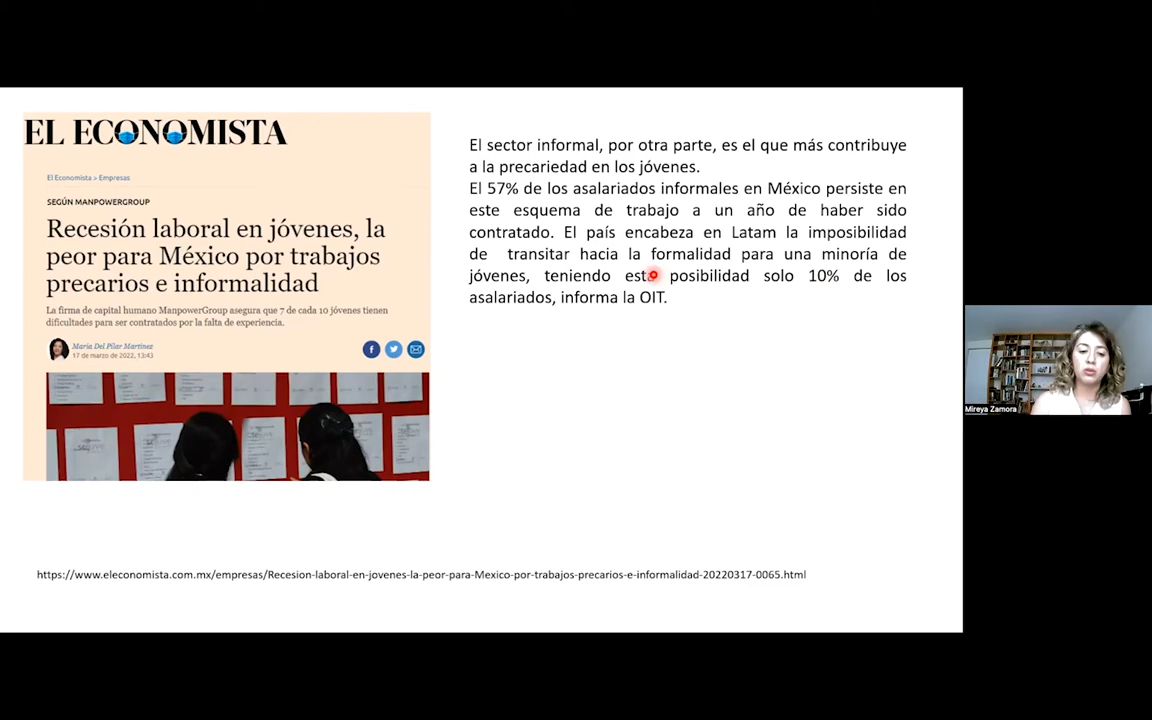 EL ECONOMISTA
El Economista > Empresas
SEGÚN MANPOWERGROUP
Recesión laboral en jóvenes, la
peor para México por trabajos
precarios e informalidad
La firma de capital humano ManpowerGroup asegura que 7 de cada 10 jóvenes tienen
dificultades para ser contratados por la falta de experiencia.
María Del Pilar Martínez
17 de marzo de 2022, 13:43
El sector informal, por otra parte, es el que más contribuye
a la precariedad en los jóvenes.
El 57% de los asalariados informales en México persiste en
este esquema de trabajo a un año de haber sido
contratado. El país encabeza en Latam la imposibilidad
de transitar hacia la formalidad para una minoría de
jóvenes, teniendo esta posibilidad solo 10% de los
asalariados, informa la OIT.
https://www.eleconomista.com.mx/empresas/Recesion-laboral-en-jovenes-la-peor-para-Mexico-por-trabajos-precarios-e-informalidad-20220317-0065.html
Mireya Zamora